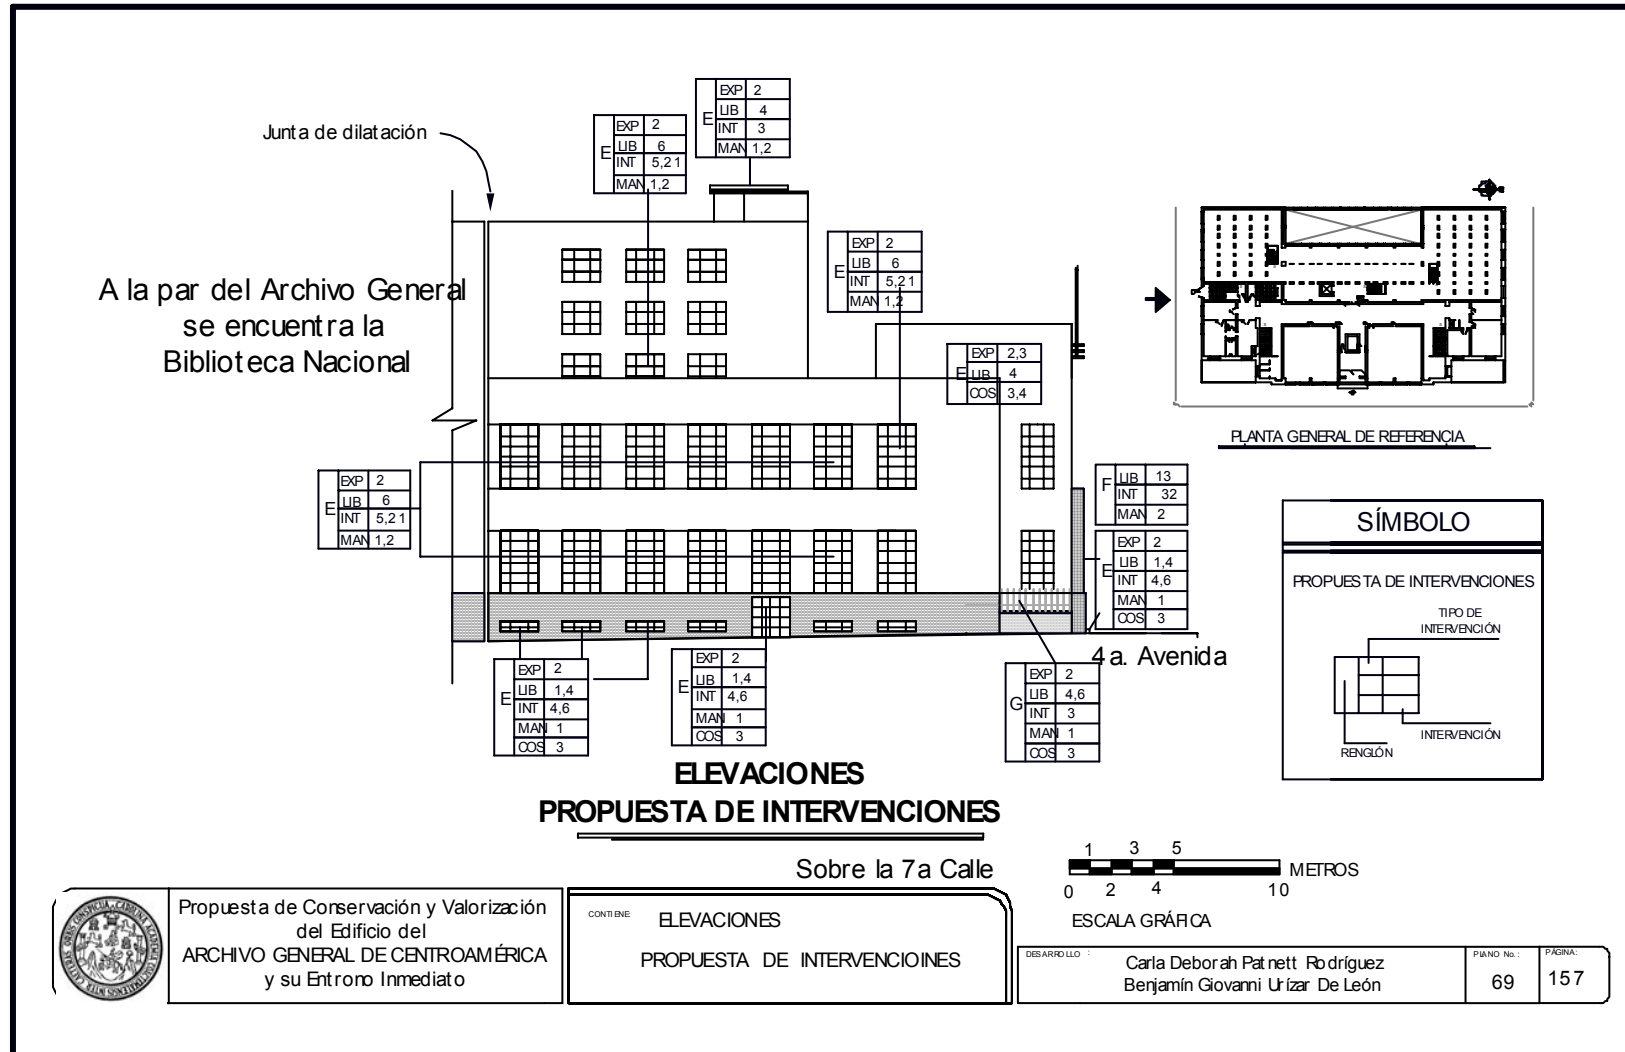 EXP 2
LIB 4
E
INT 3
MAN 1,2
Junta de dilatación
EXP 2
LIB 6
E
INT 5,21
MAN 1,2
A la par del Archivo General
se encuentra la
Biblioteca Nacional
EXP 2
LIB 6
E
INT 5,21
MAN 1,2
EXP 2,3
E LIB 4
COS 3,4
PLANTA GENERAL DE REFERENCIA
EXP 2
LIB 6
E
INT 5,21
MAN 1,2
LIB 13
F INT 32
MAN 2
EXP 2
LIB 1,4
E
INT 4,6
MAN 1
COS 3
SÍMBOLO
PROPUESTA DE INTERVENCIONES
TIPO DE
INTERVENCIÓN
INTERVENCIÓN
RENGLÓN
4a. Avenida
EXP 2
LIB 1,4
E
INT 4,6
MAN 1
COS 3
EXP 2
E LIB 1,4
INT 4,6
MAN 1
COS 3
EXP 2
LIB 4,6
G
INT 3
MAN 1
COS 3
ELEVACIONES
PROPUESTA DE INTERVENCIONES
Sobre la 7a Calle
1 3 5
METROS
0 2 4 10
ESCALA GRÁFICA
Propuesta de Conservación y Valorización
del Edificio del
ARCHIVO GENERAL DE CENTROAMÉRICA
y su Entrono Inmediato
CONTIENE:
ELEVACIONES
PROPUESTA DE INTERVENCIOINES
DESARROLLO :
Carla Deborah Patnett Rodríguez
Benjamín Giovanni Urízar De León
PLANO No.:
69
PÁGINA:
157